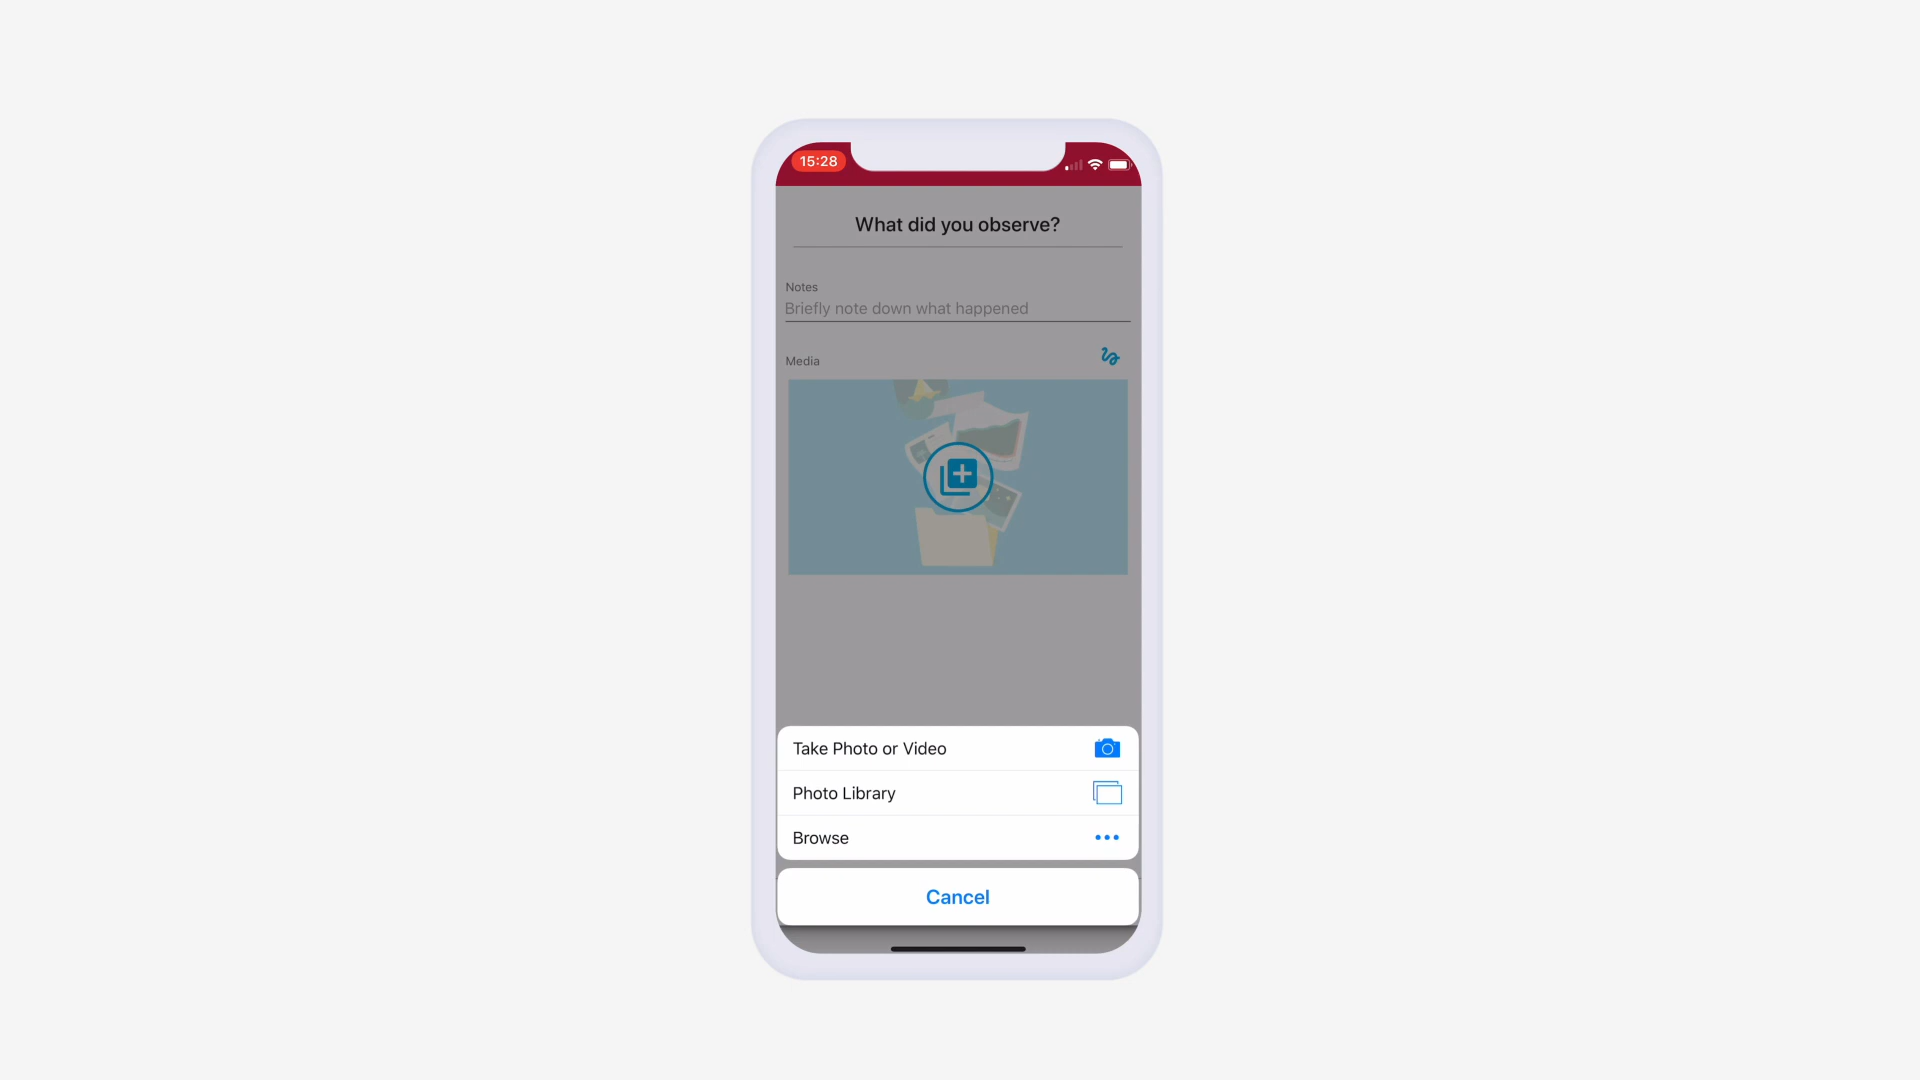 15:28
What did you observe?
Notes
Briefly note down what happened
Media
Take Photo or Video
Photo Library
Browse
Cancel